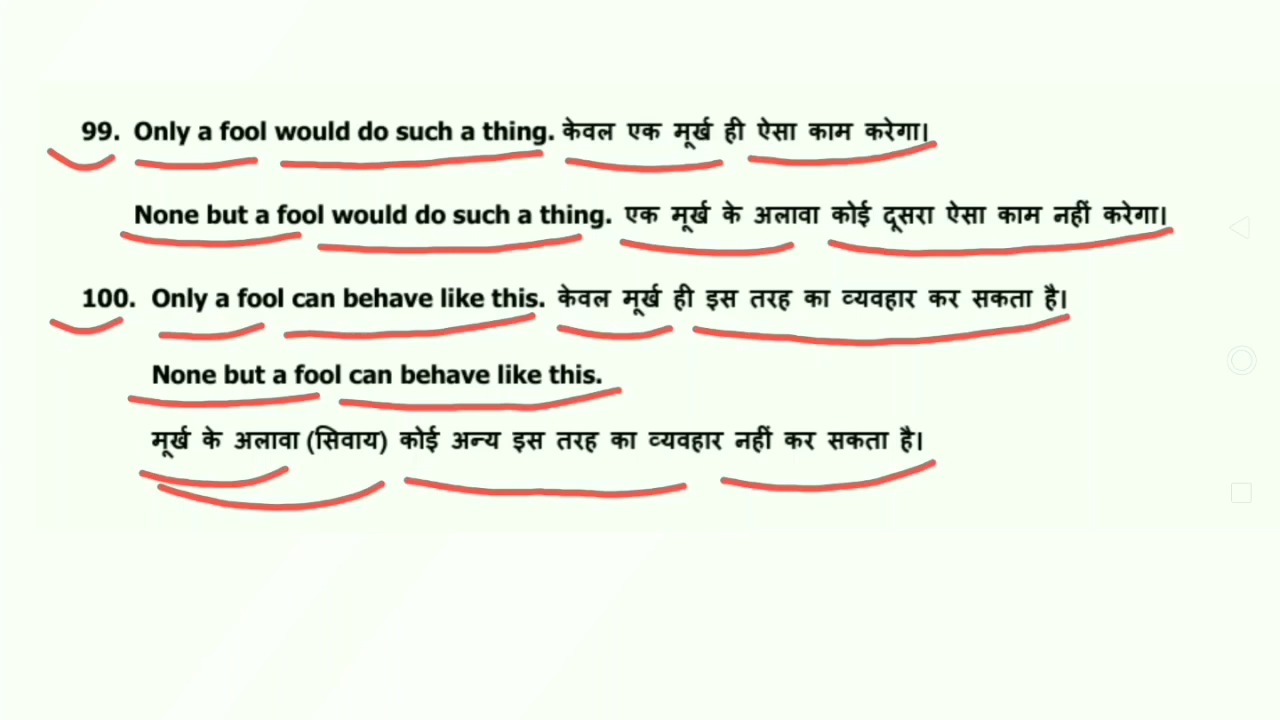 99. Only a fool would do such a thing. केवल एक मूर्ख ही ऐसा काम करेगा।
None but a fool would do such a thing. एक मूर्ख के अलावा कोई दूसरा ऐसा काम नहीं करेगा।
100. Only a fool can behave like this. केवल मूर्ख ही इस तरह का व्यवहार कर सकता है।
None but a fool can behave like this.
मूर्ख के अलावा (सिवाय) कोई अन्य इस तरह का व्यवहार नहीं कर सकता है।